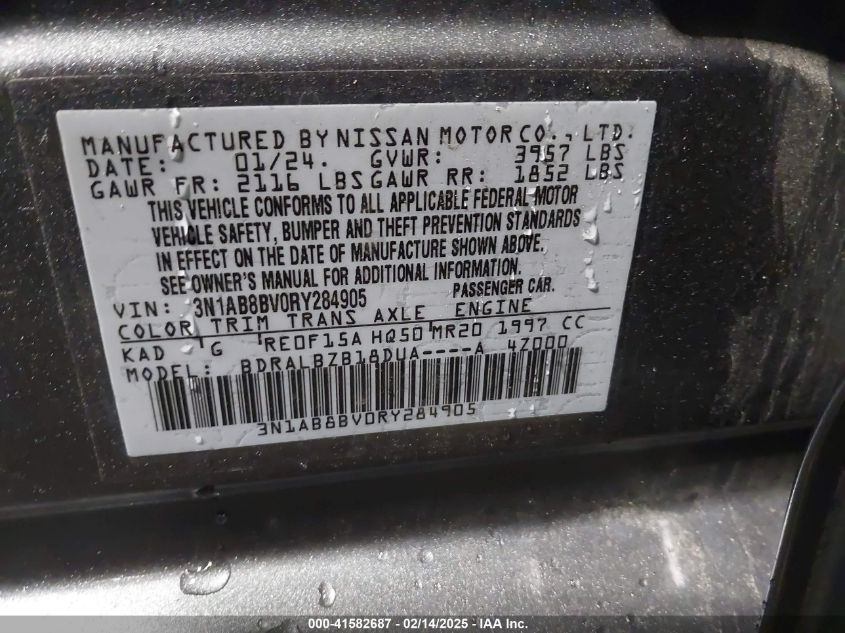 MANUFACTURED BY NISSAN MOTOR CO., LTD.
DATE: 01/24. GVWR: 3957 LBS
GAWR FR: 2116 LBS GAWR RR: 1852 LBS
THIS VEHICLE CONFORMS TO ALL APPLICABLE FEDERAL MOTOR
VEHICLE SAFETY, BUMPER AND THEFT PREVENTION STANDARDS
IN EFFECT ON THE DATE OF MANUFACTURE SHOWN ABOVE.
SEE OWNER'S MANUAL FOR ADDITIONAL INFORMATION.
VIN: 3N1AB8BV0RY284905 PASSENGER CAR.
COLOR TRIM TRANS AXLE ENGINE
KAD G RE0F15A HQ50 MR20 1997 CC
MODEL: BDRALBZB18DUA----A 4Z000
3N1AB8BV0RY284905
000-41582687 - 02/14/2025 - IAA Inc.